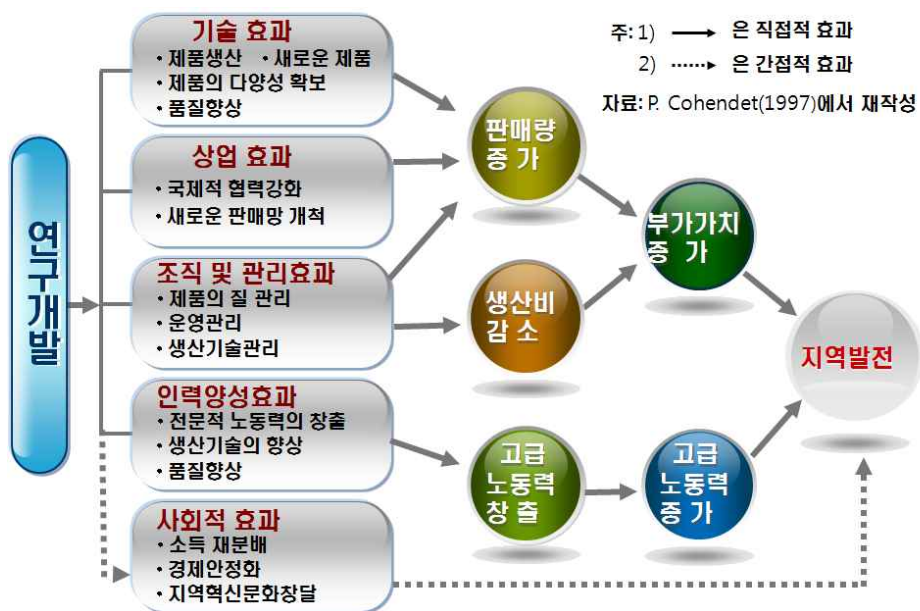 연구개발
기술 효과
· 제품생산 · 새로운 제품
· 제품의 다양성 확보
· 품질향상
상업 효과
· 국제적 협력강화
· 새로운 판매망 개척
조직 및 관리효과
· 제품의 질 관리
· 운영관리
· 생산기술관리
인력양성효과
· 전문적 노동력의 창출
· 생산기술의 향상
· 품질향상
사회적 효과
· 소득 재분배
· 경제안정화
· 지역혁신문화창달
판매량
증 가
생산비
감 소
고급
노동력
창 출
부가가치
증 가
고급
노동력
증 가
지역발전
주: 1) 은 직접적 효과
2) 은 간접적 효과
자료: P. Cohendet(1997)에서 재작성